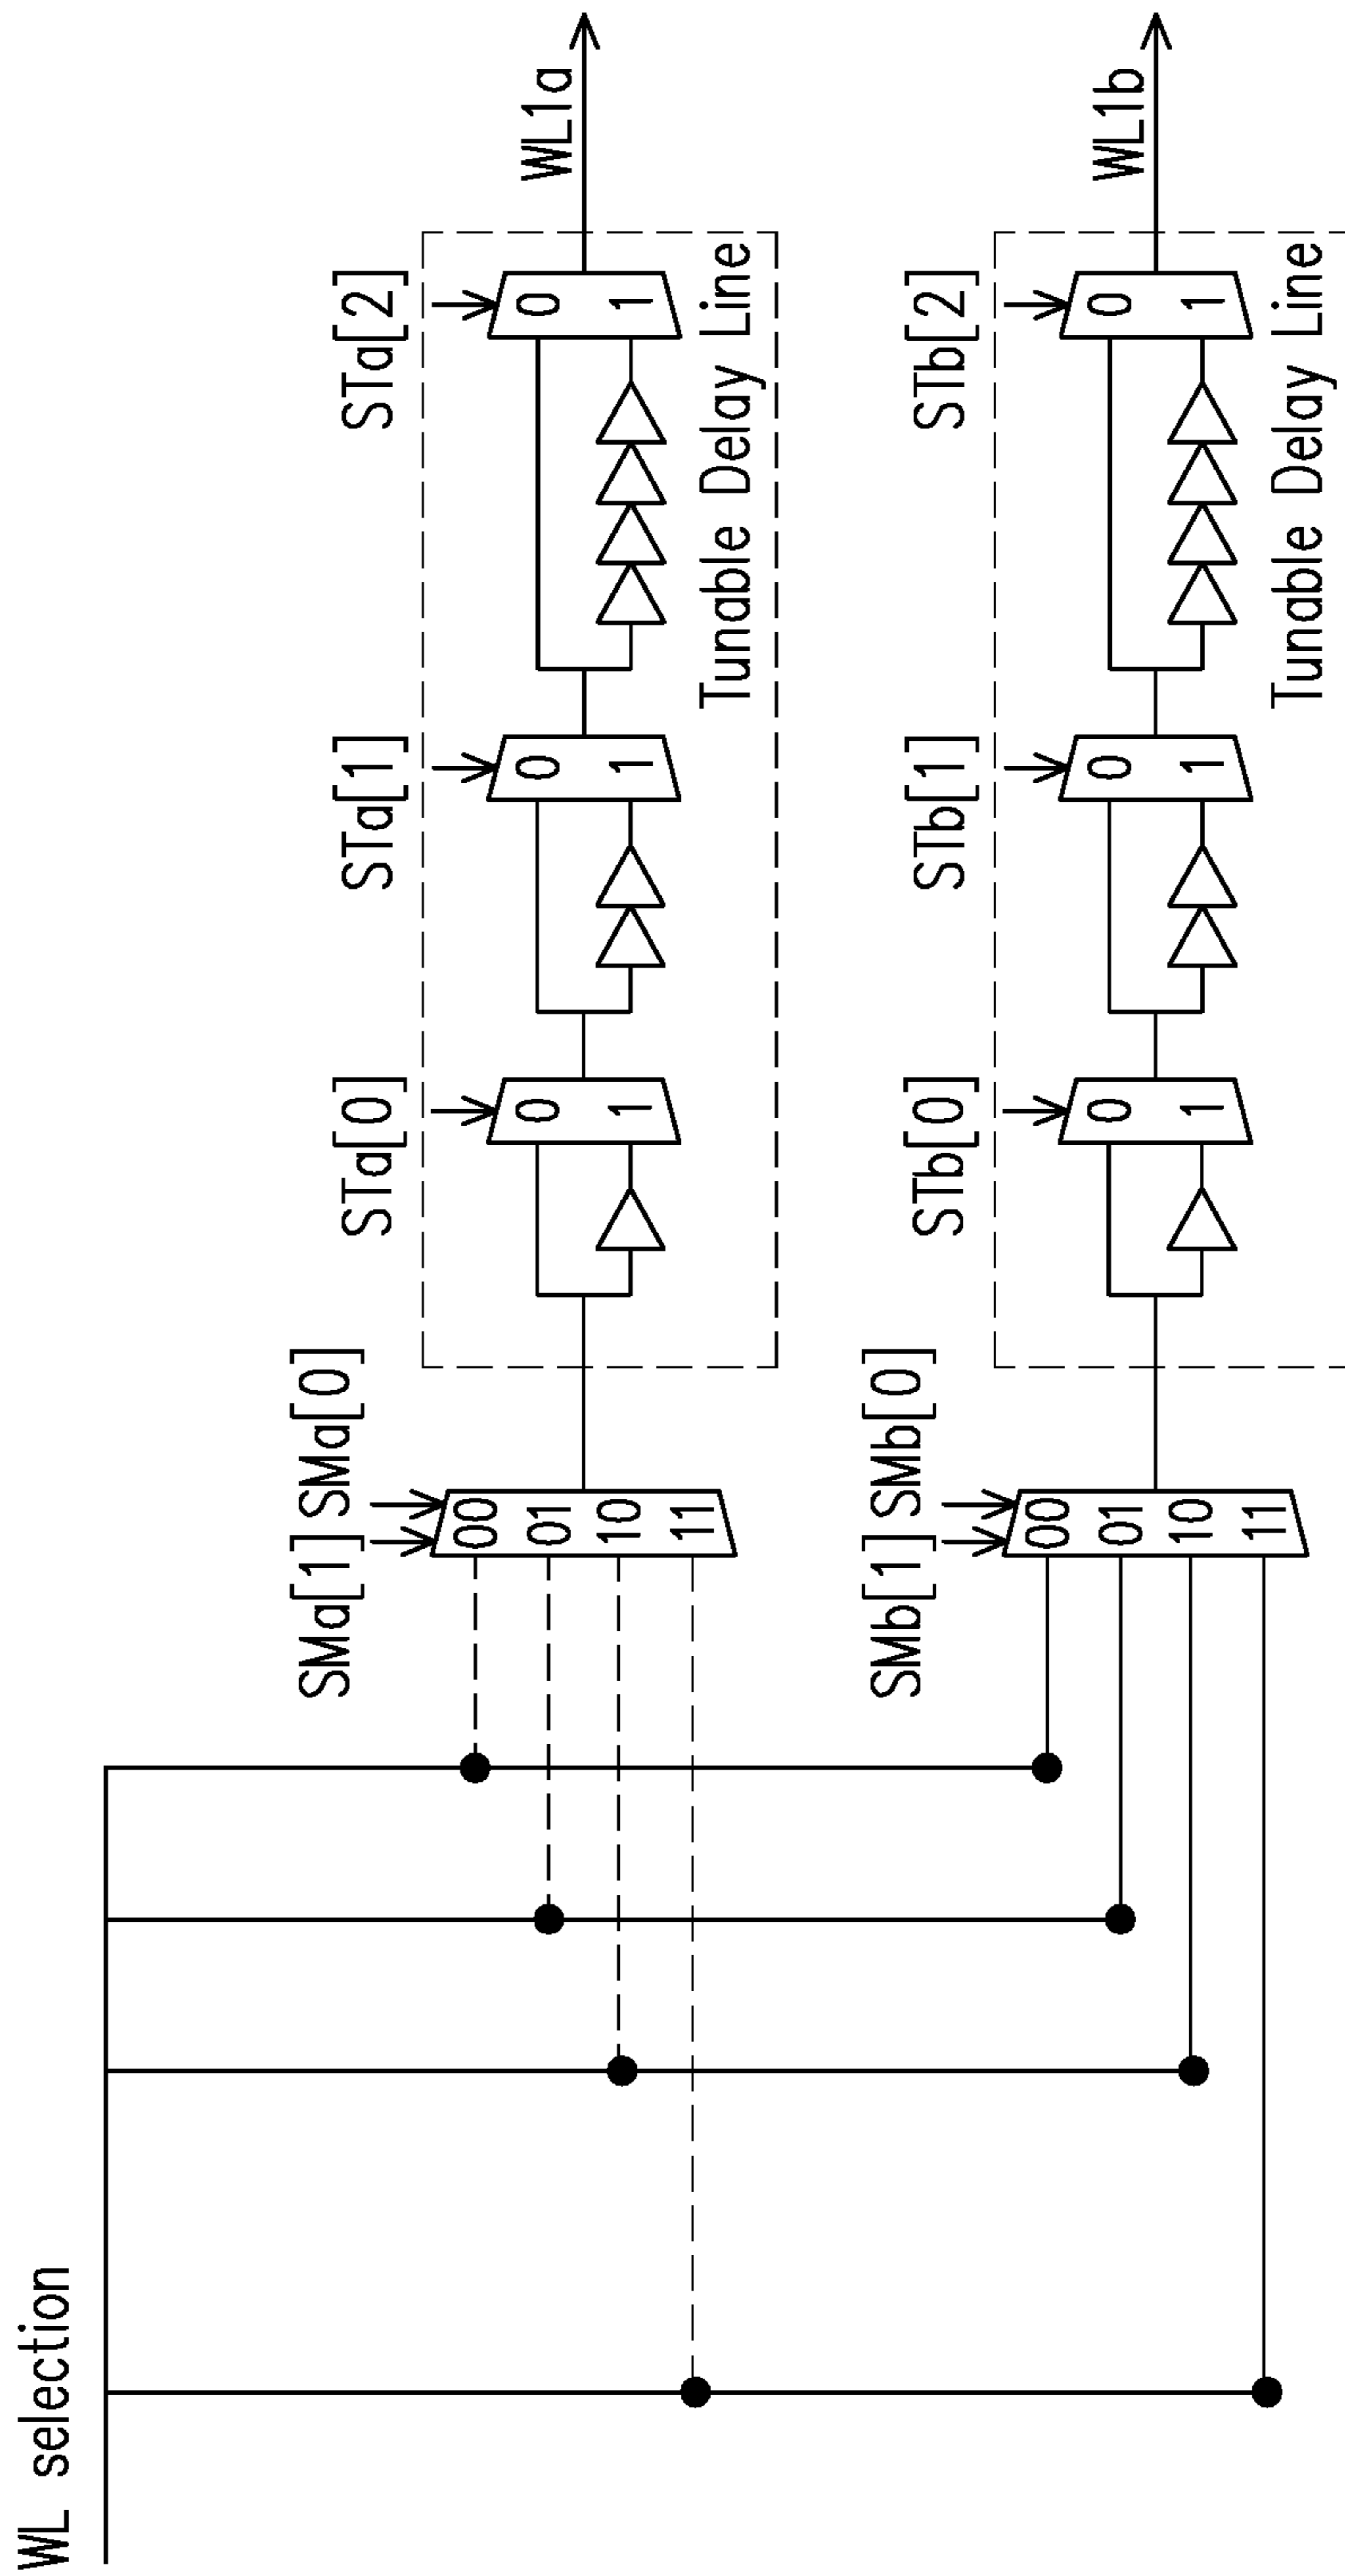 WL selection
SMa[1] SMa[0]
00
01
10
11
STa[0]
0
1
STa[1]
0
1
STa[2]
0
1
Tunable Delay Line
WL1a
SMb[1] SMb[0]
00
01
10
11
STb[0]
0
1
STb[1]
0
1
STb[2]
0
1
Tunable Delay Line
WL1b